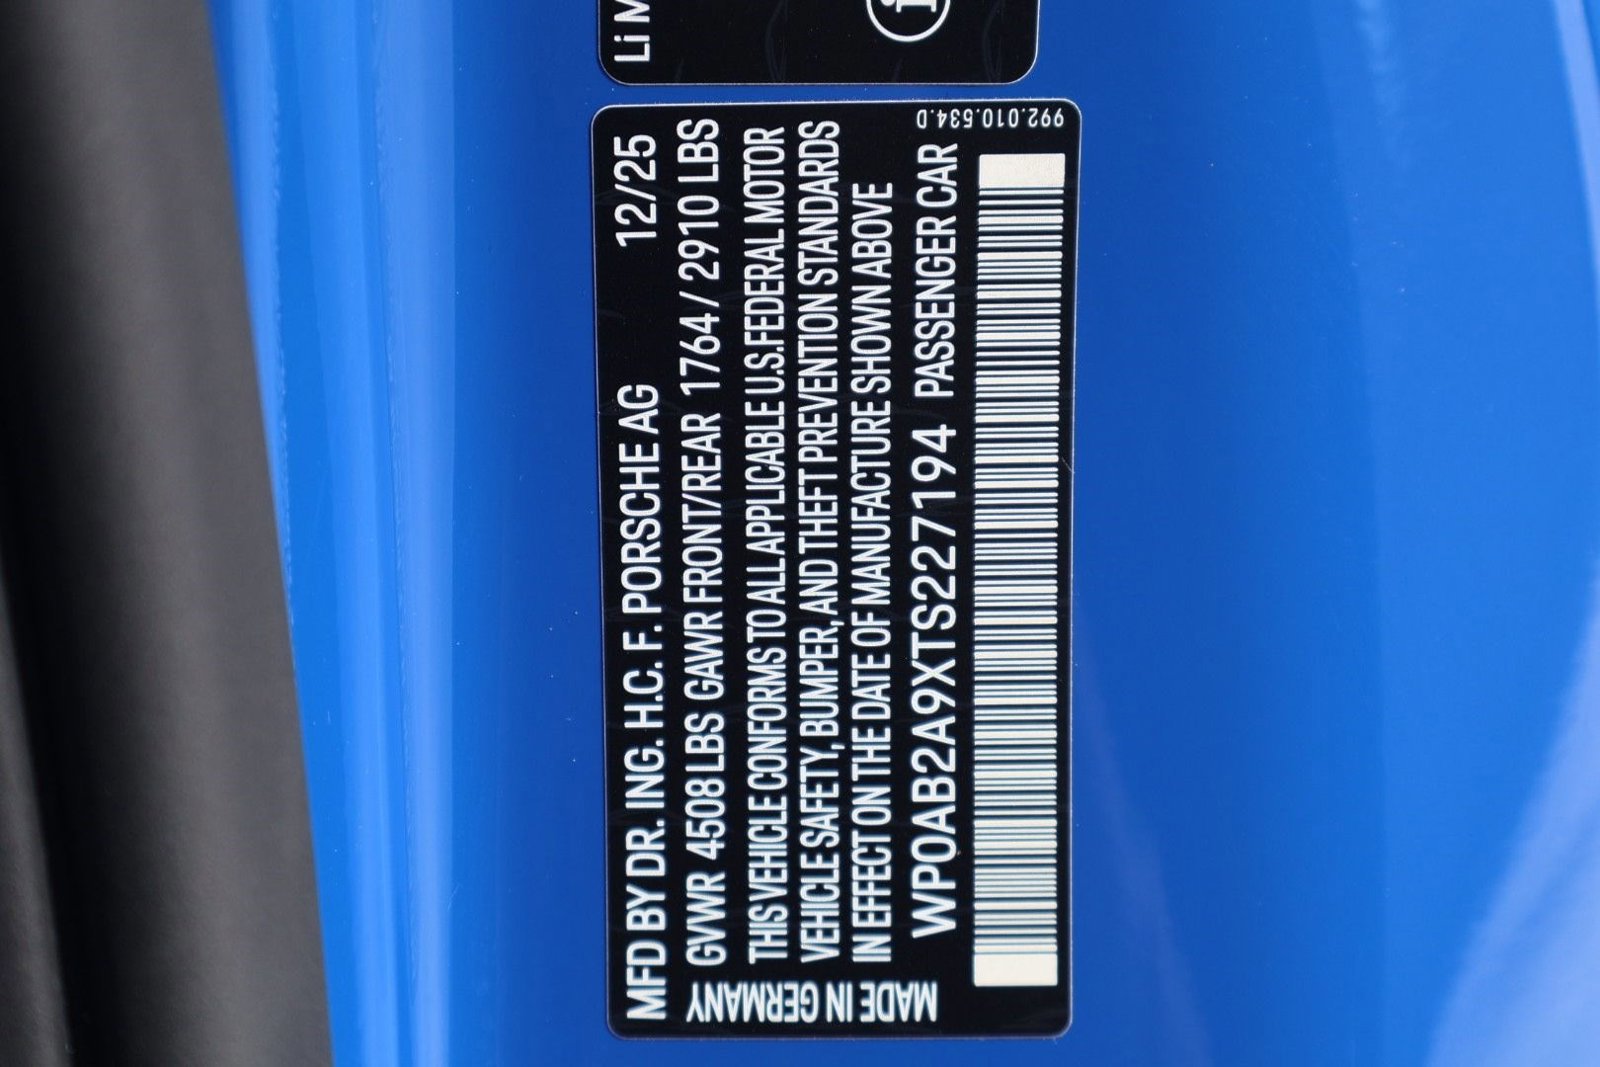 Li M
i
992.010.534.D
MFD BY DR. ING. H.C. F. PORSCHE AG 12/25
GVWR 4508 LBS GAWR FRONT/REAR 1764 / 2910 LBS
THIS VEHICLE CONFORMS TO ALL APPLICABLE U.S. FEDERAL MOTOR
VEHICLE SAFETY, BUMPER, AND THEFT PREVENTION STANDARDS
IN EFFECT ON THE DATE OF MANUFACTURE SHOWN ABOVE
WP0AB2A9XTS227194 PASSENGER CAR
MADE IN GERMANY